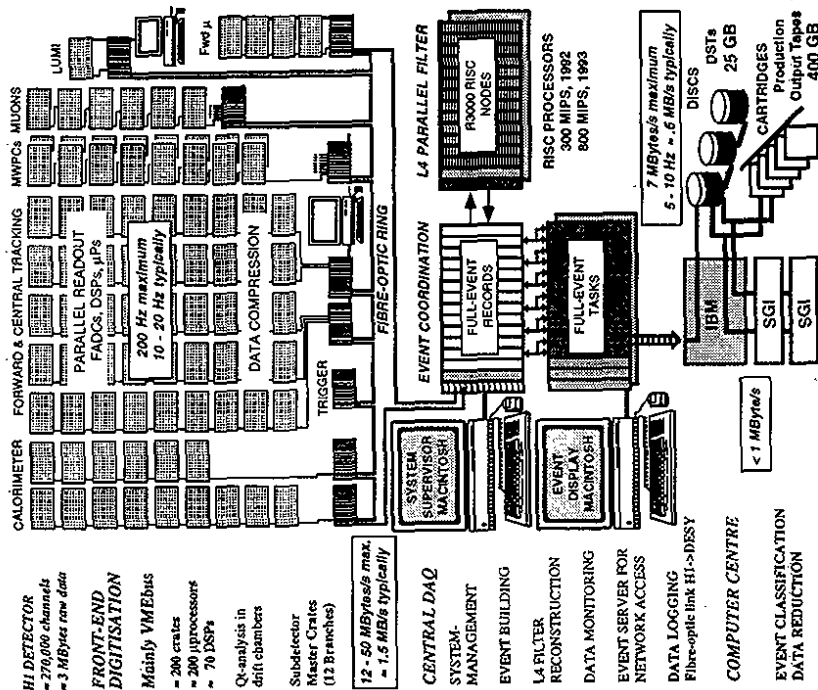 H1 DETECTOR
≈ 270,000 channels
≈ 3 MBytes raw data
FRONT-END
DIGITISATION
Mainly VMEbus
≈ 200 crates
≈ 200 μprocessors
≈ 70 DSPs
Qt-analysis in
drift chambers
Subdetector
Master Crates
(12 Branches)
12 - 50 MBytes/s max.
≈ 1.5 MB/s typically
CALORIMETER
FORWARD & CENTRAL TRACKING
MWPCs
MUONS
LUMI
Fwd μ
PARALLEL READOUT
FADCs, DSPs, μPs
200 Hz maximum
10 - 20 Hz typically
DATA COMPRESSION
TRIGGER
FIBRE-OPTIC RING
CENTRAL DAQ
SYSTEM-
MANAGEMENT
EVENT BUILDING
L4 FILTER
RECONSTRUCTION
DATA MONITORING
EVENT SERVER FOR
NETWORK ACCESS
DATA LOGGING
Fibre-optic link H1->DESY
SYSTEM
SUPERVISOR
MACINTOSH
EVENT
DISPLAY
MACINTOSH
EVENT COORDINATION
FULL-EVENT
RECORDS
FULL-EVENT
TASKS
L4 PARALLEL FILTER
R3000 RISC
NODES
RISC PROCESSORS
300 MIPS, 1992
800 MIPS, 1993
7 MBytes/s maximum
5 - 10 Hz ≈ .5 MB/s typically
COMPUTER CENTRE
EVENT CLASSIFICATION
DATA REDUCTION
< 1 MByte/s
IBM
SGI
SGI
DISCS
DSTs
25 GB
CARTRIDGES
Production
Output Tapes
400 GB